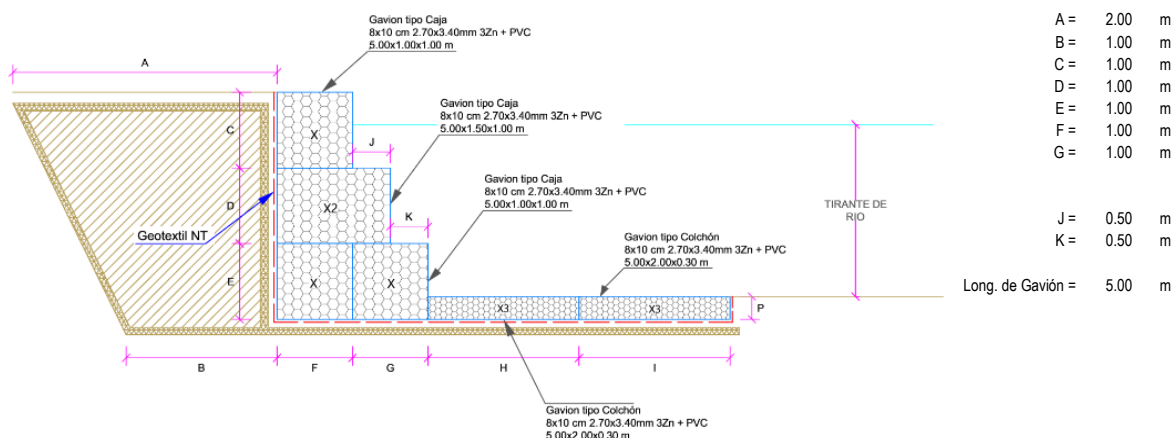 Gavion tipo Caja
8x10 cm 2.70x3.40mm 3Zn + PVC
5.00x1.00x1.00 m
A
Gavion tipo Caja
8x10 cm 2.70x3.40mm 3Zn + PVC
5.00x1.50x1.00 m
C
X
J
Gavion tipo Caja
8x10 cm 2.70x3.40mm 3Zn + PVC
5.00x1.00x1.00 m
D
X2
K
TIRANTE DE
RIO
Geotextil NT
Gavion tipo Colchón
8x10 cm 2.70x3.40mm 3Zn + PVC
5.00x2.00x0.30 m
E
X
X
X3
X3
P
B
F
G
H
I
Gavion tipo Colchón
8x10 cm 2.70x3.40mm 3Zn + PVC
5.00x2.00x0.30 m
A = 2.00 m
B = 1.00 m
C = 1.00 m
D = 1.00 m
E = 1.00 m
F = 1.00 m
G = 1.00 m
J = 0.50 m
K = 0.50 m
Long. de Gavión = 5.00 m